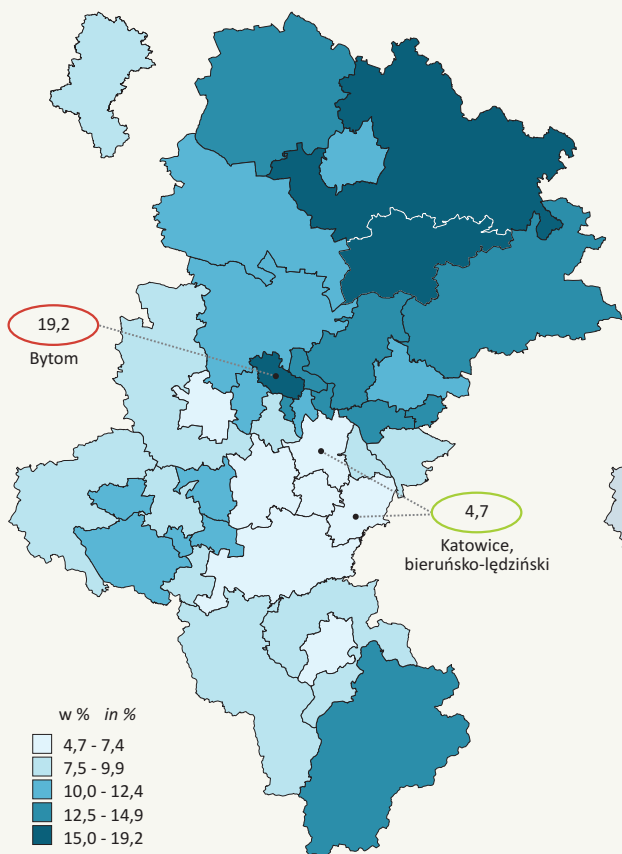 19,2
Bytom
4,7
Katowice,
bieruńsko-lędziński
w % in %
4,7 - 7,4
7,5 - 9,9
10,0 - 12,4
12,5 - 14,9
15,0 - 19,2